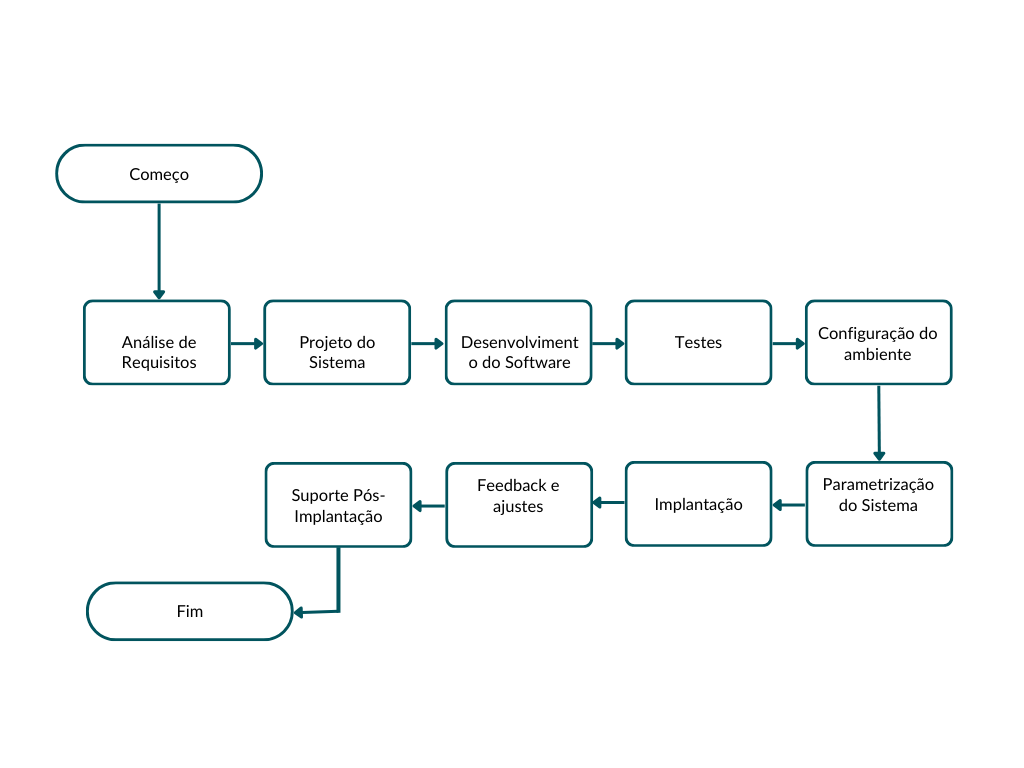 Começo
Análise de
Requisitos
Projeto do
Sistema
Desenvolviment
o do Software
Testes
Configuração do
ambiente
Parametrização
do Sistema
Implantação
Feedback e
ajustes
Suporte Pós-
Implantação
Fim